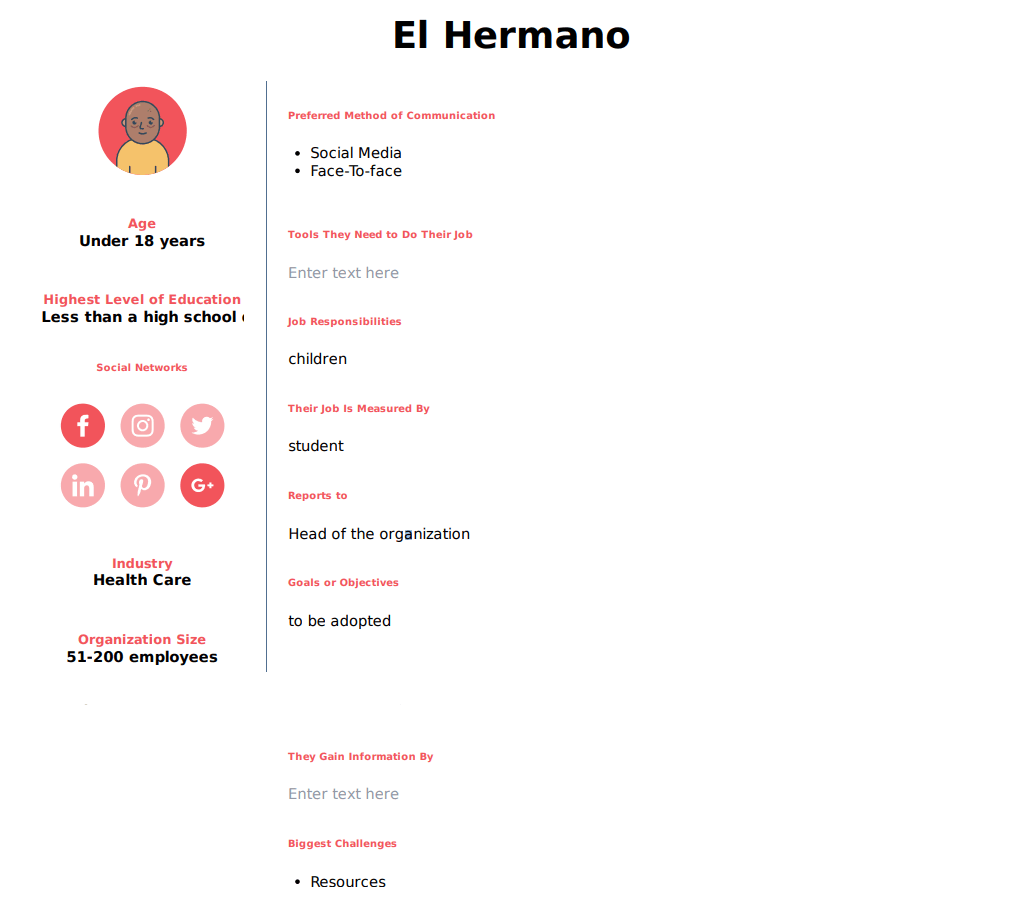 El Hermano
Age
Under 18 years
Highest Level of Education
Less than a high school
Social Networks
Industry
Health Care
Organization Size
51-200 employees
Preferred Method of Communication
• Social Media
• Face-To-face
Tools They Need to Do Their Job
Enter text here
Job Responsibilities
children
Their Job Is Measured By
student
Reports to
Head of the organization
Goals or Objectives
to be adopted
They Gain Information By
Enter text here
Biggest Challenges
• Resources